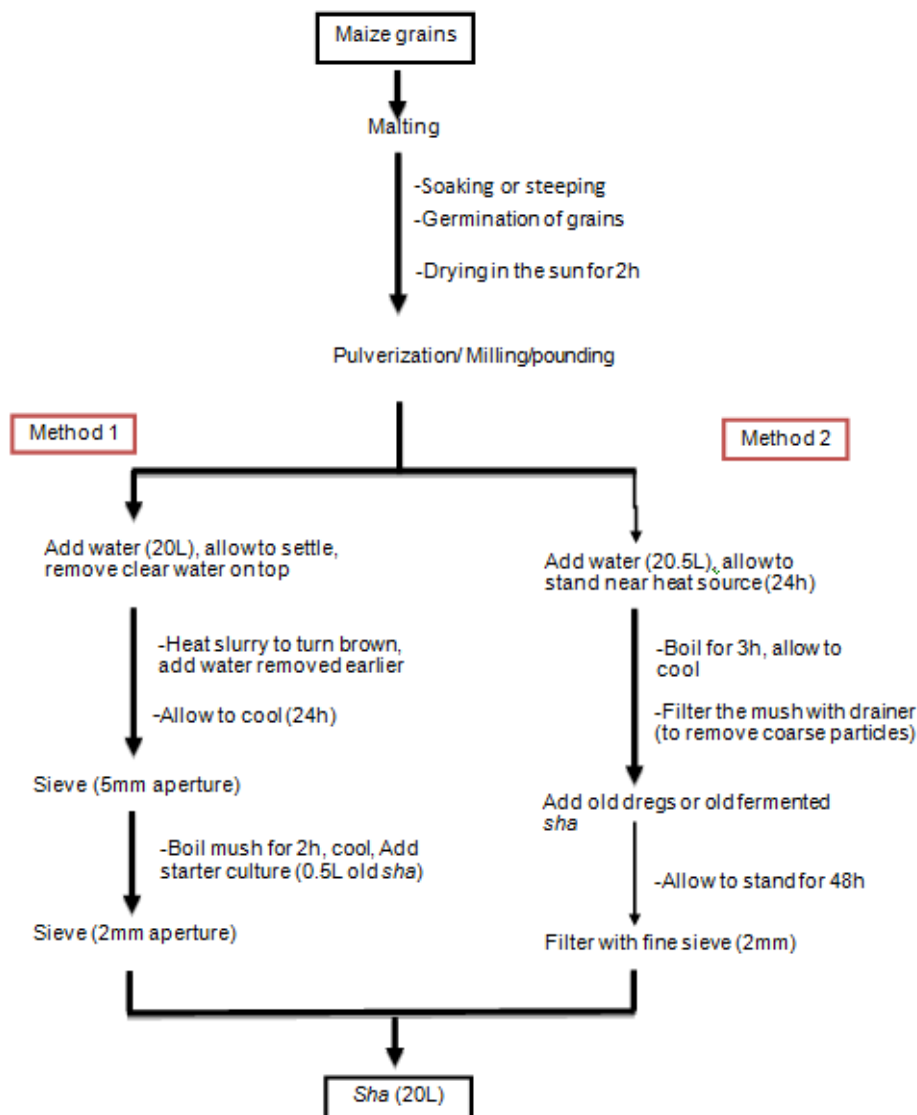 Maize grains
Malting
-Soaking or steeping
-Germination of grains
-Drying in the sun for 2h
Pulverization/ Milling/pounding
Method 1
Add water (20L), allow to settle,
remove clear water on top
-Heat slurry to turn brown,
add water removed earlier
-Allow to cool (24h)
Sieve (5mm aperture)
-Boil mush for 2h, cool, Add
starter culture (0.5L old sha)
Sieve (2mm aperture)
Method 2
Add water (20.5L), allow to
stand near heat source (24h)
-Boil for 3h, allow to
cool
-Filter the mush with drainer
(to remove coarse particles)
Add old dregs or old fermented
sha
-Allow to stand for 48h
Filter with fine sieve (2mm)
Sha (20L)